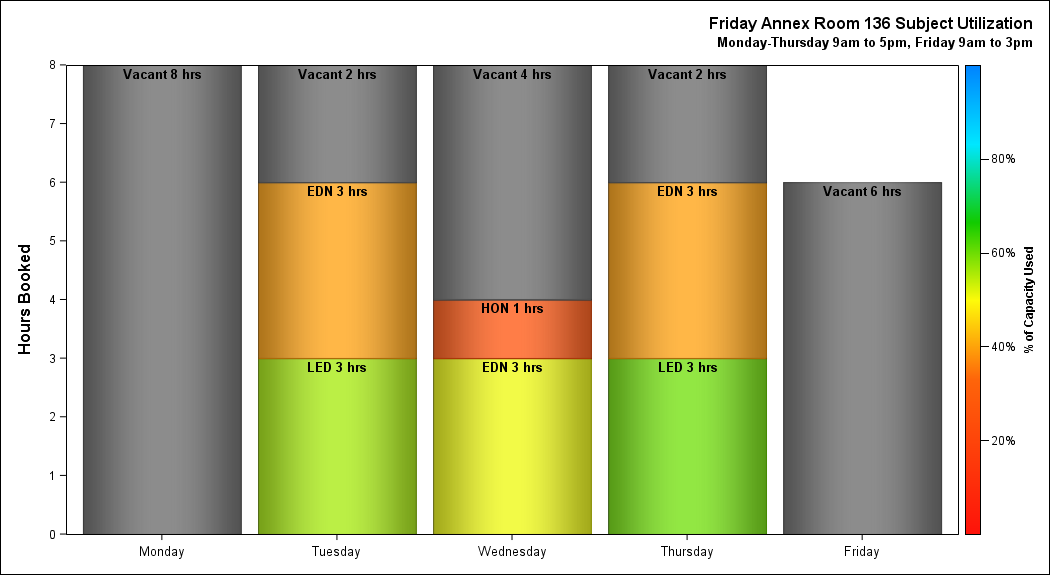 Friday Annex Room 136 Subject Utilization
Monday-Thursday 9am to 5pm, Friday 9am to 3pm
Hours Booked
8
7
6
5
4
3
2
1
0
Vacant 8 hrs
Vacant 2 hrs
EDN 3 hrs
LED 3 hrs
Vacant 4 hrs
HON 1 hrs
EDN 3 hrs
Vacant 2 hrs
EDN 3 hrs
LED 3 hrs
Vacant 6 hrs
Monday
Tuesday
Wednesday
Thursday
Friday
80%
60%
40%
20%
% of Capacity Used